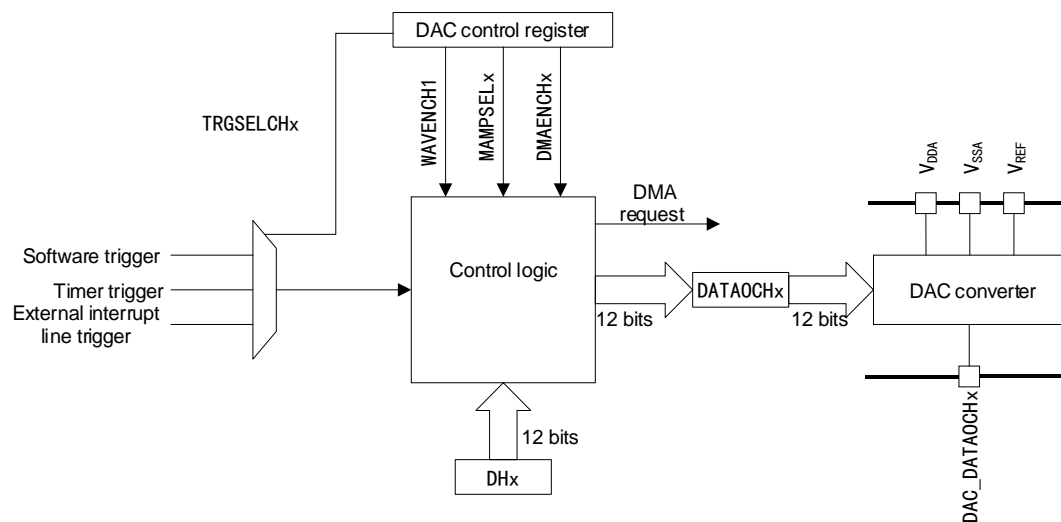 DAC control register
TRGSELCHx
WAVENCH1
MAMPSELx
DMAENCHx
VDDA
VSSA
VREF
DMA
request
Software trigger
Timer trigger
External interrupt
line trigger
Control logic
12 bits
DATAOCHx
12 bits
DAC converter
12 bits
DHx
DAC_DATAOCHx